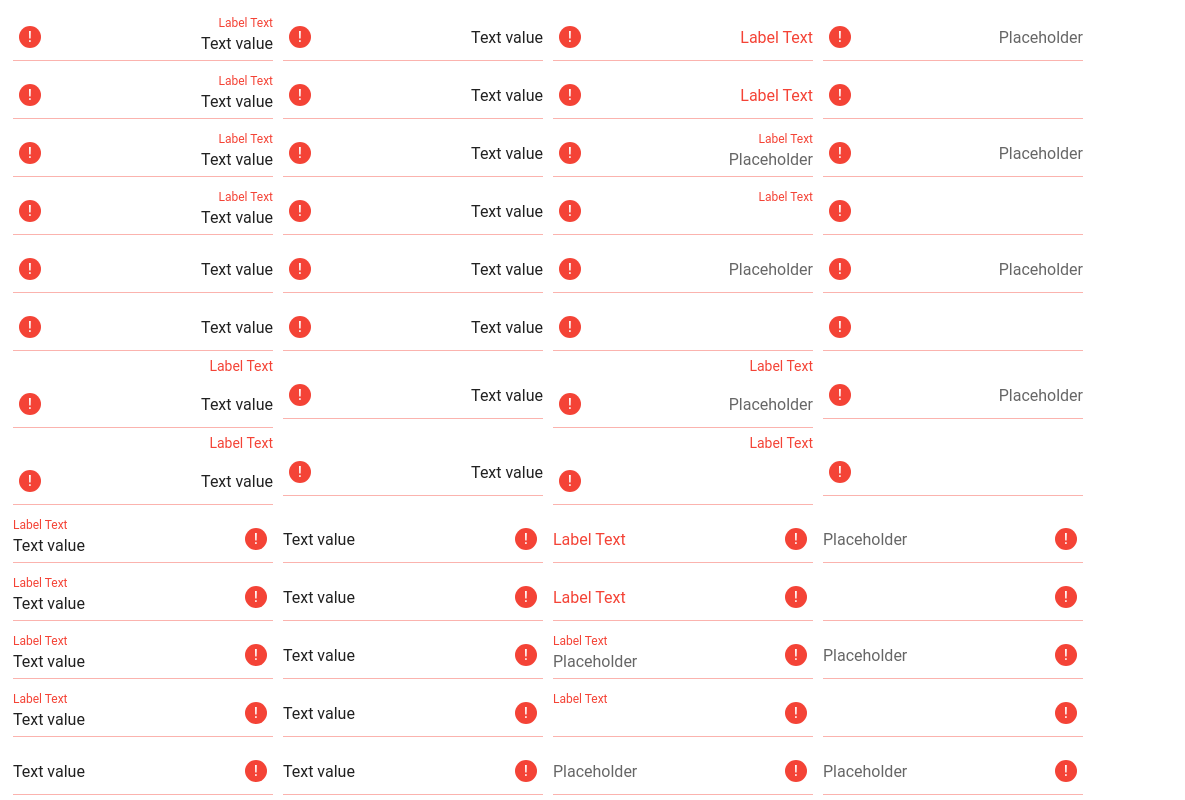 Label Text
! Text value ! Text value ! Label Text ! Placeholder
Label Text
! Text value ! Text value ! Label Text !
Label Text Label Text
! Text value ! Text value ! Placeholder ! Placeholder
Label Text Label Text
! Text value ! Text value ! !
! Text value ! Text value ! Placeholder ! Placeholder
! Text value ! Text value ! !
Label Text Label Text
! Text value ! Text value ! Placeholder ! Placeholder
Label Text Label Text
! Text value ! Text value ! !
Label Text
Text value ! Text value ! Label Text ! Placeholder !
Label Text
Text value ! Text value ! Label Text ! !
Label Text Label Text
Text value ! Text value ! Placeholder ! Placeholder !
Label Text Label Text
Text value ! Text value ! ! !
Text value ! Text value ! Placeholder ! Placeholder !